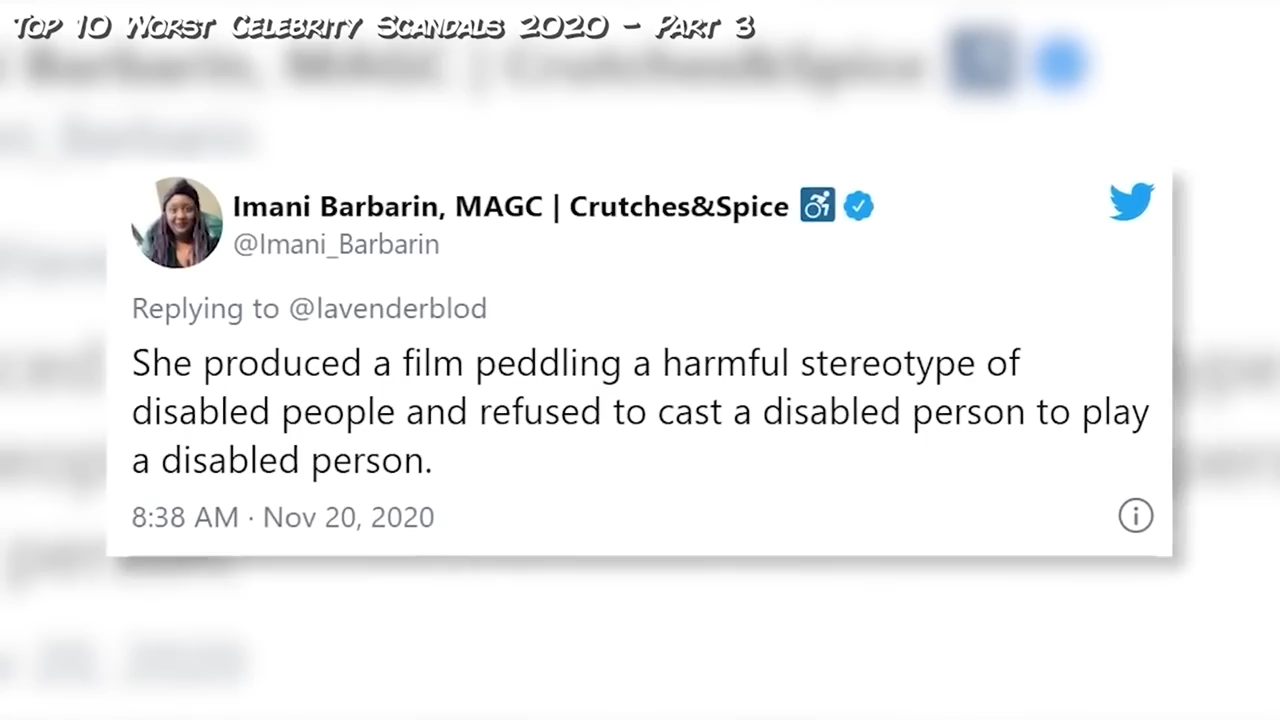 Top 10 Worst Celebrity Scandals 2020 - Part 3
Imani Barbarin, MAGC | Crutches&Spice
@Imani_Barbarin
Replying to @lavenderblod
She produced a film peddling a harmful stereotype of
disabled people and refused to cast a disabled person to play
a disabled person.
8:38 AM · Nov 20, 2020